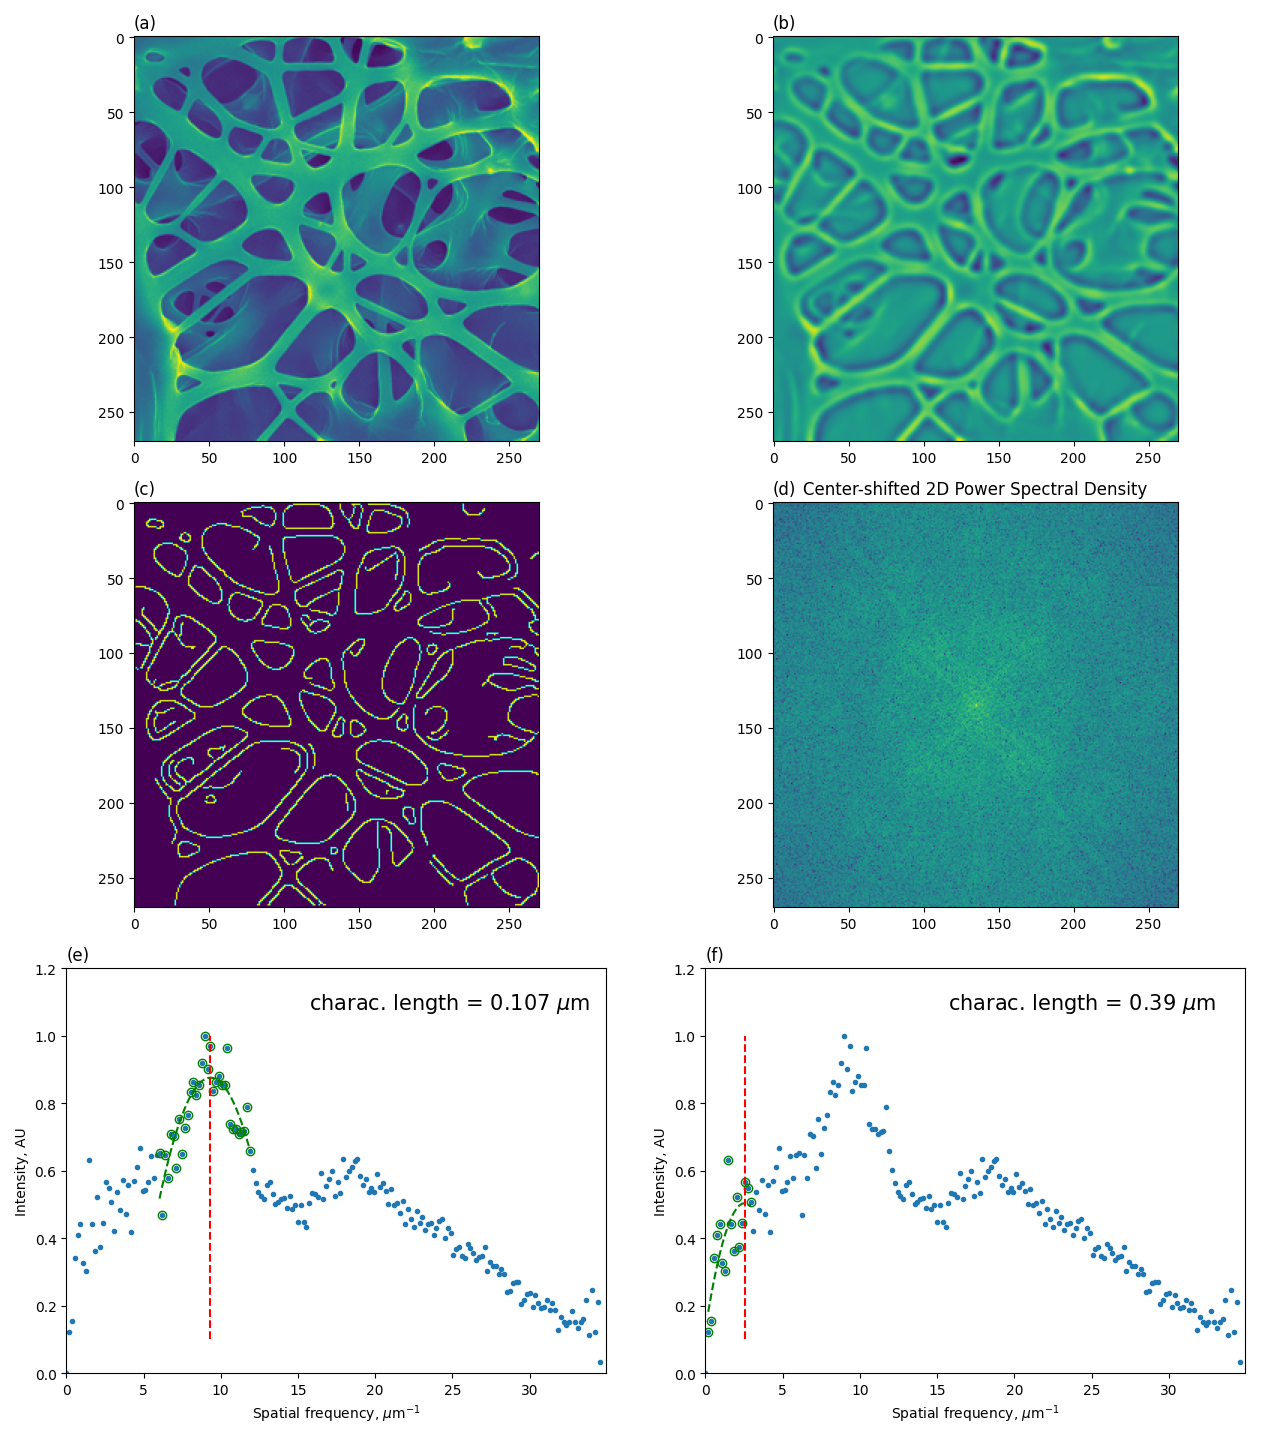 (a)
(b)
0
50
100
150
200
250
0 50 100 150 200 250
0
50
100
150
200
250
0 50 100 150 200 250
(c)
(d) Center-shifted 2D Power Spectral Density
0
50
100
150
200
250
0 50 100 150 200 250
0
50
100
150
200
250
0 50 100 150 200 250
(e)
charac. length = 0.107 μm
1.2
1.0
0.8
0.6
0.4
0.2
0.0
Intensity, AU
0 5 10 15 20 25 30
Spatial frequency, μm⁻¹
(f)
charac. length = 0.39 μm
1.2
1.0
0.8
0.6
0.4
0.2
0.0
Intensity, AU
0 5 10 15 20 25 30
Spatial frequency, μm⁻¹